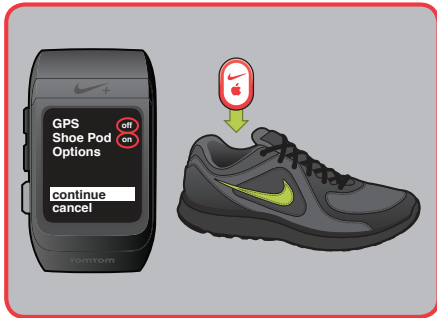 GPS off
Shoe Pod on
Options
continue
cancel
TOMTOM